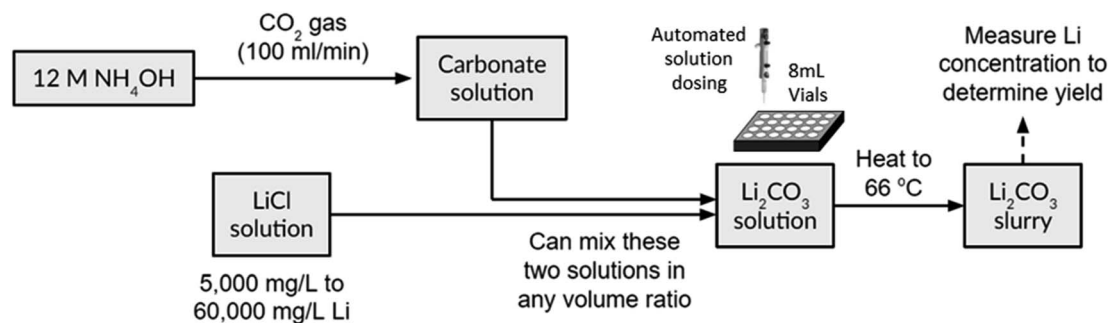 CO₂ gas
(100 ml/min)
12 M NH₄OH
Carbonate
solution
Automated
solution
dosing
8mL
Vials
Measure Li
concentration to
determine yield
LiCl
solution
5,000 mg/L to
60,000 mg/L Li
Can mix these
two solutions in
any volume ratio
Li₂CO₃
solution
Heat to
66 °C
Li₂CO₃
slurry